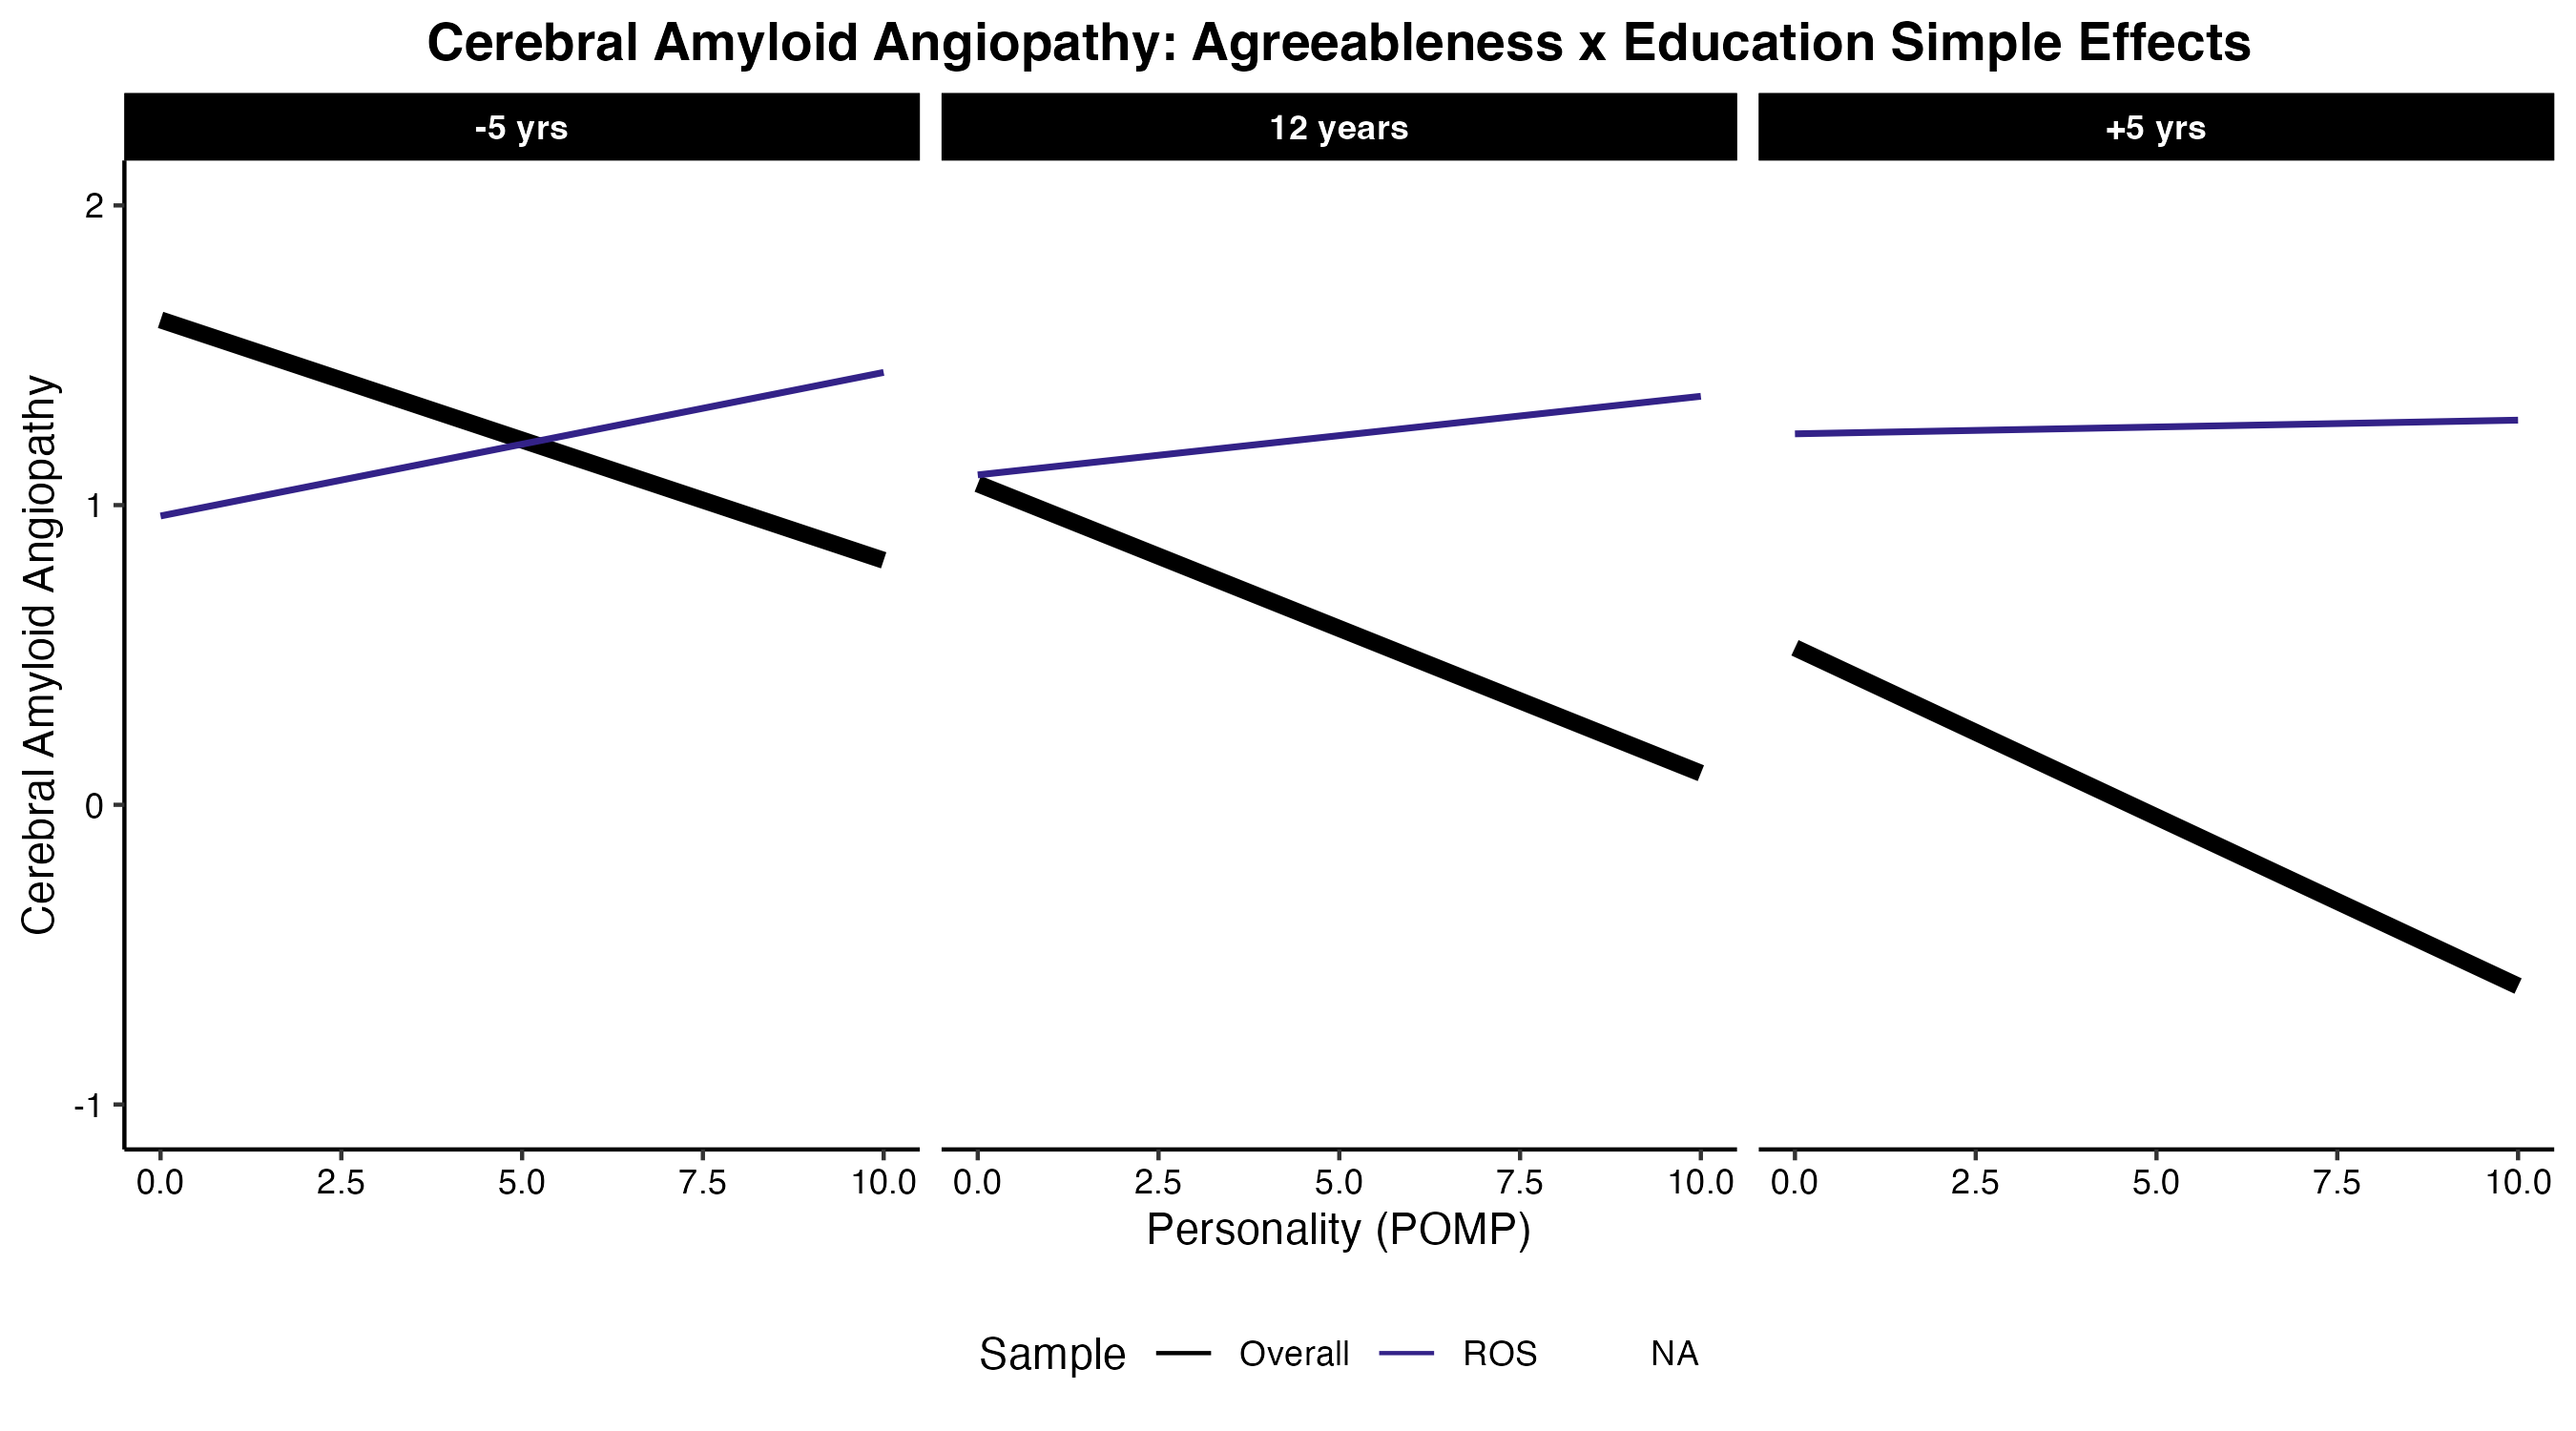 Cerebral Amyloid Angiopathy: Agreeableness x Education Simple Effects
-5 yrs 12 years +5 yrs
Cerebral Amyloid Angiopathy
2
1
0
-1
0.0 2.5 5.0 7.5 10.0 0.0 2.5 5.0 7.5 10.0 0.0 2.5 5.0 7.5 10.0
Personality (POMP)
Sample Overall ROS NA